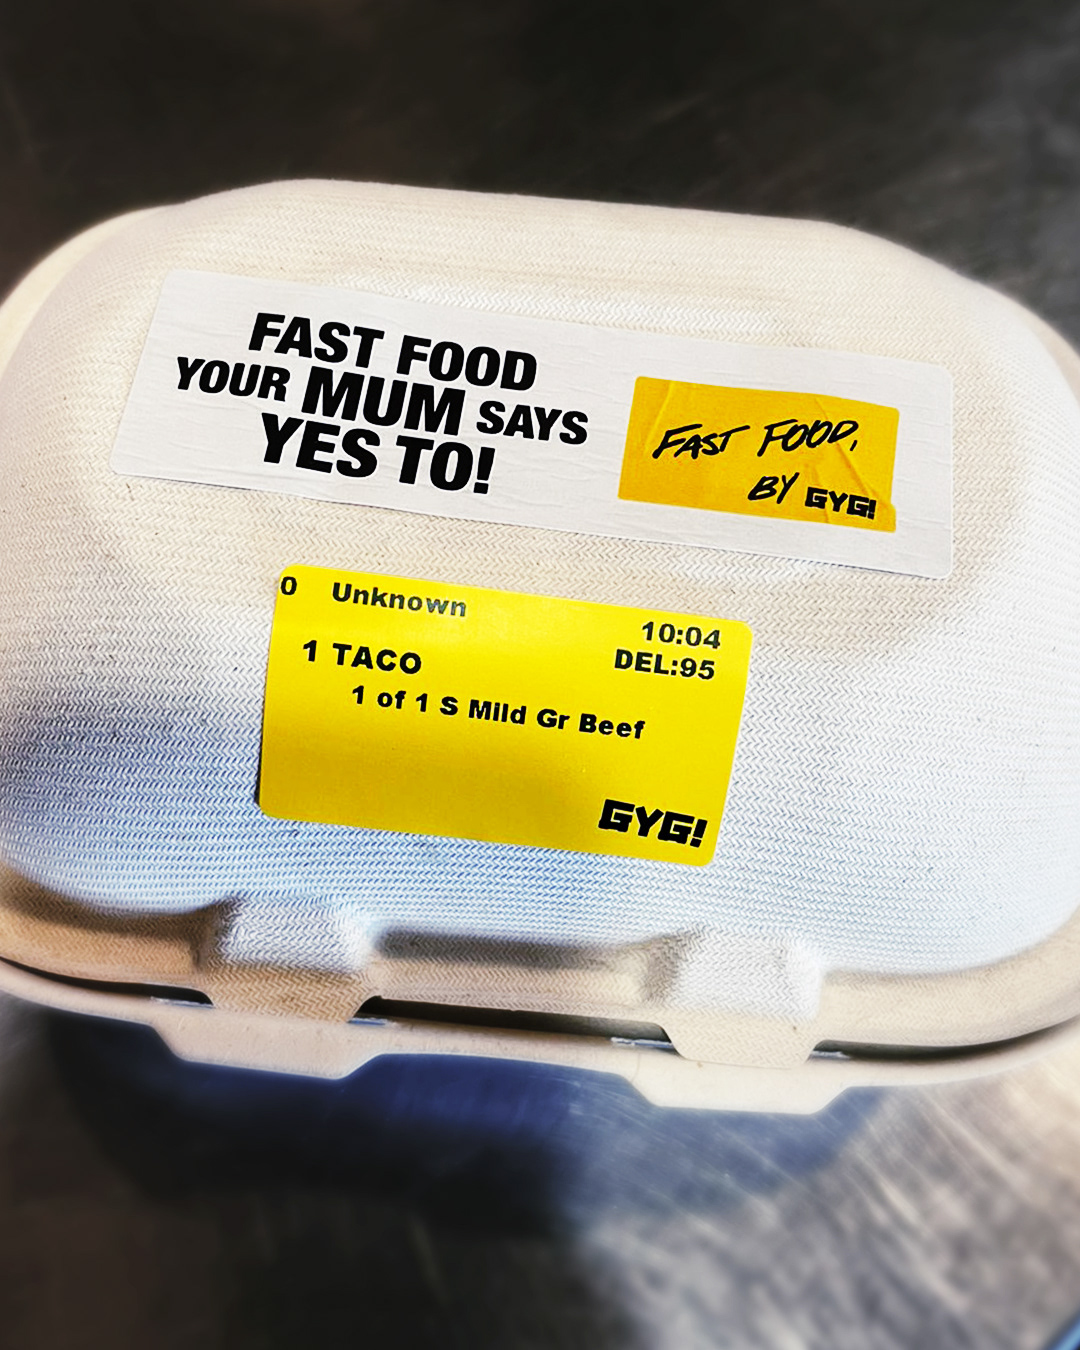 FAST FOOD
YOUR MUM SAYS
YES TO!
FAST FOOD,
BY GYG!
0 Unknown
10:04
1 TACO
DEL:95
1 of 1 S Mild Gr Beef
GYG!